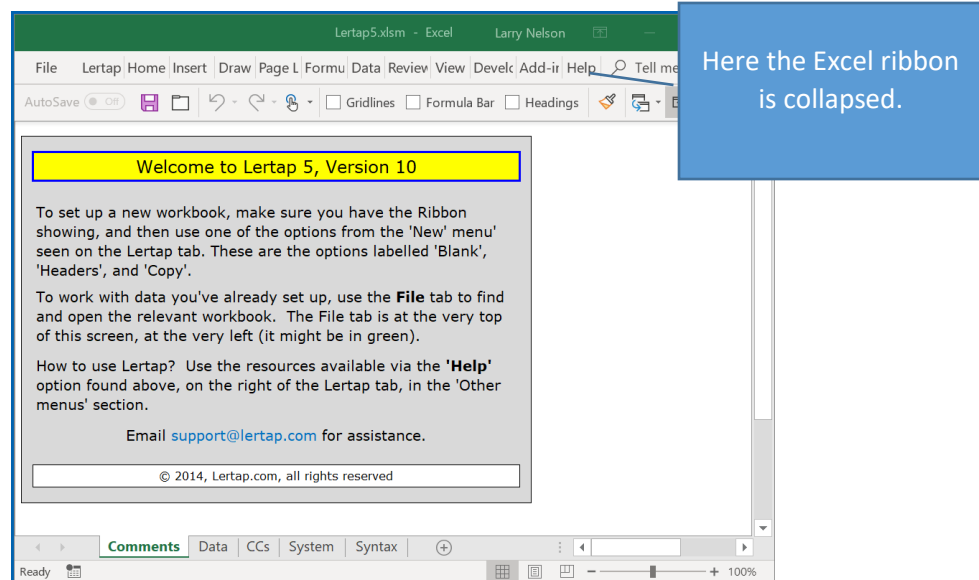 Lertap5.xlsm - Excel Larry Nelson
File Lertap Home Insert Draw Page L Formu Data Review View Develc Add-ir Help Tell me
AutoSave Off Gridlines Formula Bar Headings
Here the Excel ribbon
is collapsed.
Welcome to Lertap 5, Version 10
To set up a new workbook, make sure you have the Ribbon
showing, and then use one of the options from the 'New' menu'
seen on the Lertap tab. These are the options labelled 'Blank',
'Headers', and 'Copy'.
To work with data you've already set up, use the File tab to find
and open the relevant workbook. The File tab is at the very top
of this screen, at the very left (it might be in green).
How to use Lertap? Use the resources available via the 'Help'
option found above, on the right of the Lertap tab, in the 'Other
menus' section.
Email support@lertap.com for assistance.
© 2014, Lertap.com, all rights reserved
Comments Data CCs System Syntax
Ready 100%